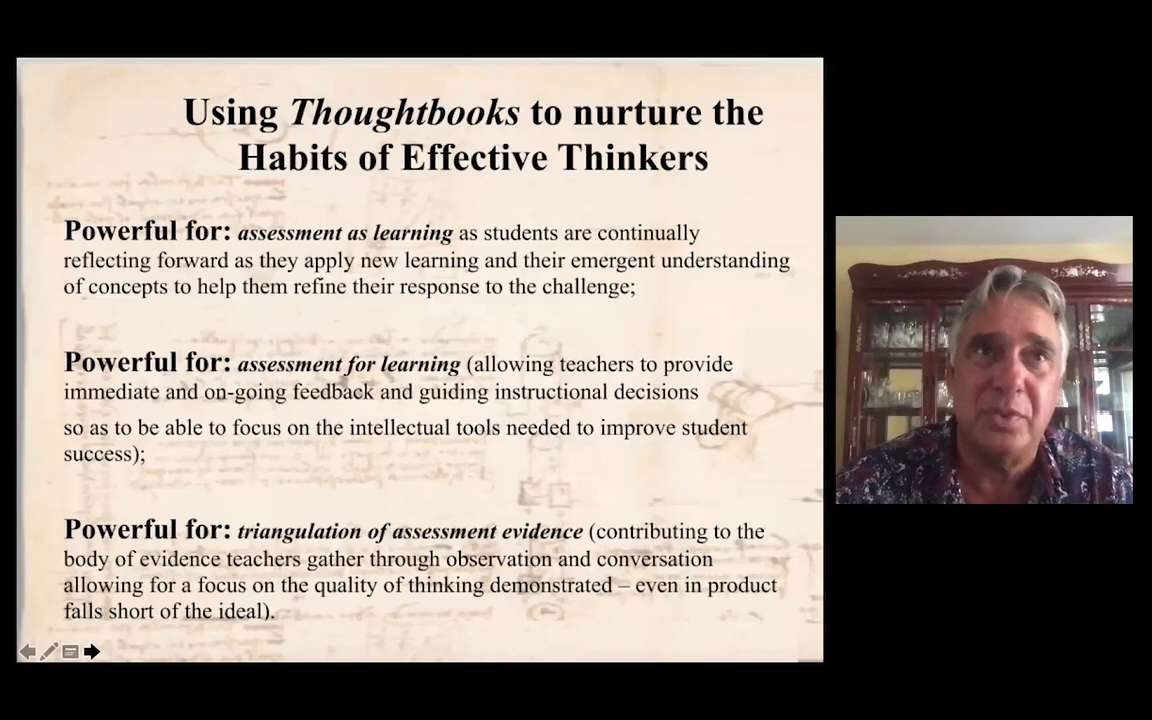 Using Thoughtbooks to nurture the
Habits of Effective Thinkers
Powerful for: assessment as learning as students are continually
reflecting forward as they apply new learning and their emergent understanding
of concepts to help them refine their response to the challenge;
Powerful for: assessment for learning (allowing teachers to provide
immediate and on-going feedback and guiding instructional decisions
so as to be able to focus on the intellectual tools needed to improve student
success);
Powerful for: triangulation of assessment evidence (contributing to the
body of evidence teachers gather through observation and conversation
allowing for a focus on the quality of thinking demonstrated – even in product
falls short of the ideal).